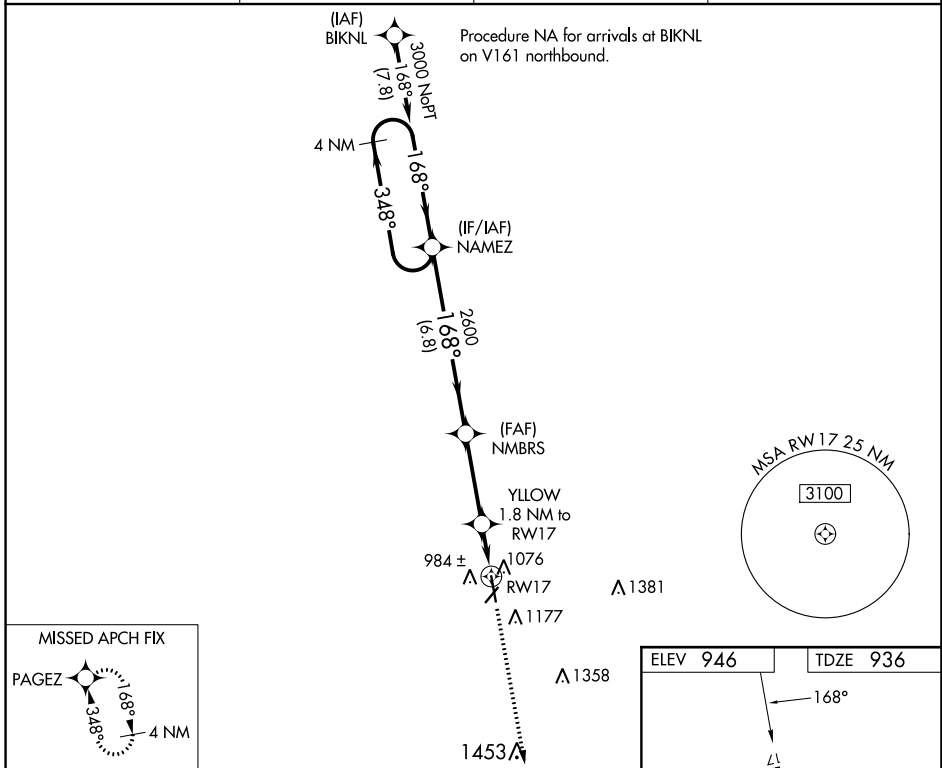 (IAF)
BIKNL
Procedure NA for arrivals at BIKNL
on V161 northbound.
3000 NoPT
168°
(7.8)
4 NM
168°
348°
(IF/IAF)
NAMEZ
2600
168°
(6.8)
(FAF)
NMBRS
YLLOW
1.8 NM to
RW17
984 ±
1076
RW17
1381
1177
1358
1453
MSA RW17 25 NM
3100
MISSED APCH FIX
PAGEZ
168°
348°
4 NM
ELEV 946
TDZE 936
168°
17